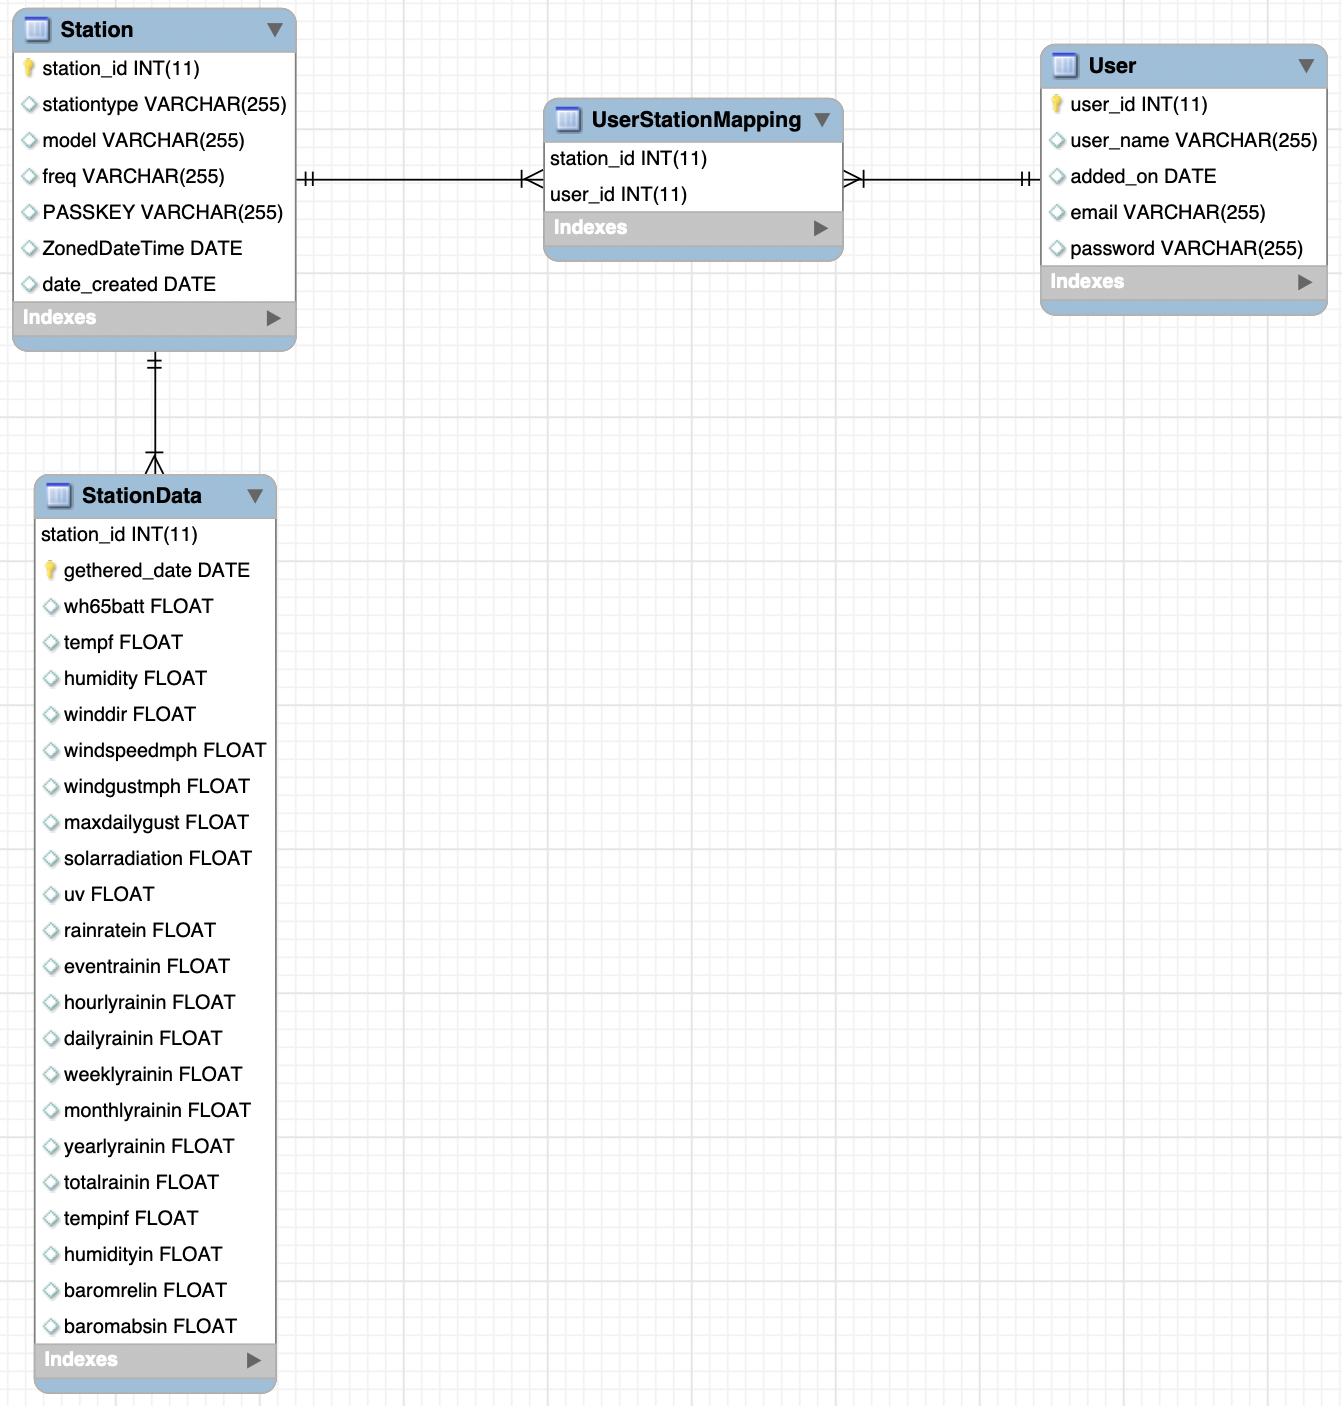 Station
station_id INT(11)
stationtype VARCHAR(255)
model VARCHAR(255)
freq VARCHAR(255)
PASSKEY VARCHAR(255)
ZonedDateTime DATE
date_created DATE
Indexes
UserStationMapping
station_id INT(11)
user_id INT(11)
Indexes
User
user_id INT(11)
user_name VARCHAR(255)
added_on DATE
email VARCHAR(255)
password VARCHAR(255)
Indexes
StationData
station_id INT(11)
gethered_date DATE
wh65batt FLOAT
tempf FLOAT
humidity FLOAT
winddir FLOAT
windspeedmph FLOAT
windgustmph FLOAT
maxdailygust FLOAT
solarradiation FLOAT
uv FLOAT
rainratein FLOAT
eventrainin FLOAT
hourlyrainin FLOAT
dailyrainin FLOAT
weeklyrainin FLOAT
monthlyrainin FLOAT
yearlyrainin FLOAT
totalrainin FLOAT
tempinf FLOAT
humidityin FLOAT
baromrelin FLOAT
baromabsin FLOAT
Indexes